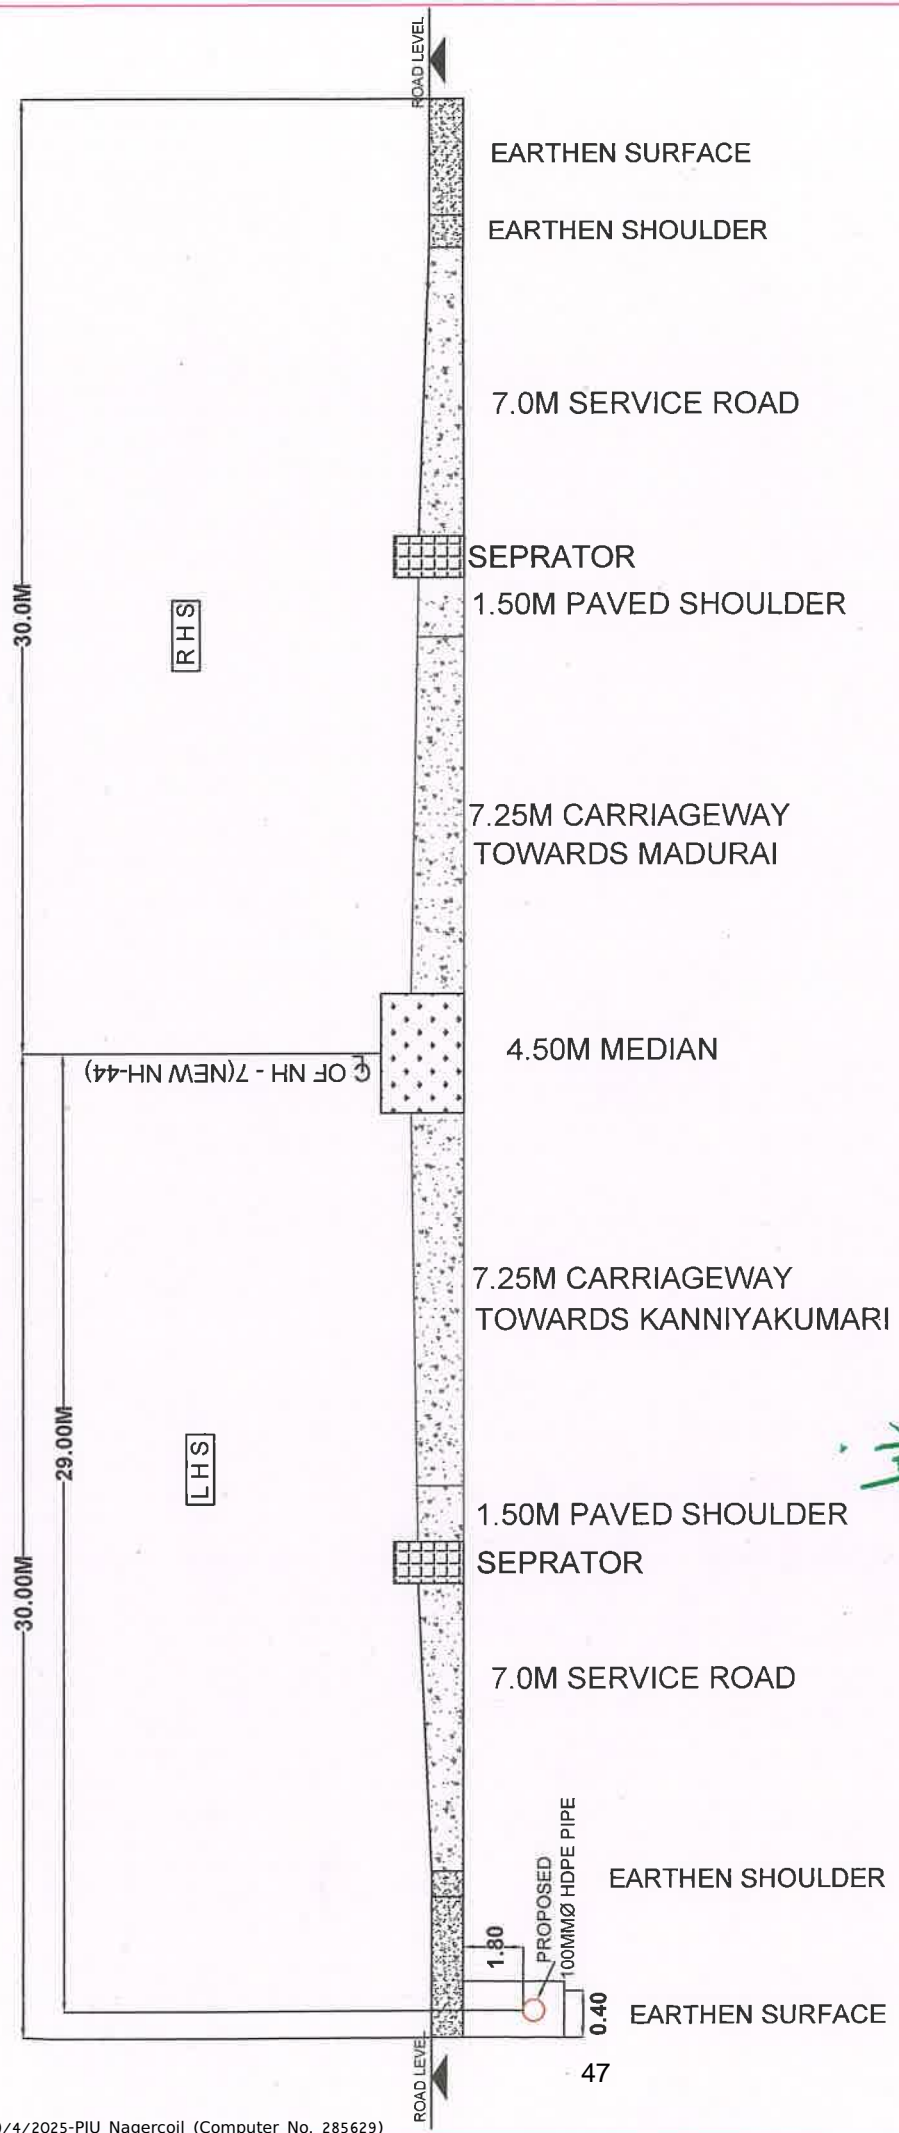 ROAD LEVEL
EARTHEN SURFACE
EARTHEN SHOULDER
7.0M SERVICE ROAD
SEPRATOR
1.50M PAVED SHOULDER
30.0M
RHS
7.25M CARRIAGEWAY
TOWARDS MADURAI
4.50M MEDIAN
℄ OF NH - 7(NEW NH-44)
7.25M CARRIAGEWAY
TOWARDS KANNIYAKUMARI
29.00M
LHS
30.00M
1.50M PAVED SHOULDER
SEPRATOR
7.0M SERVICE ROAD
EARTHEN SHOULDER
1.80
PROPOSED
100MMØ HDPE PIPE
0.40
EARTHEN SURFACE
ROAD LEVEL
47
/4/2025-PIU Nagercoil (Computer No. 285629)